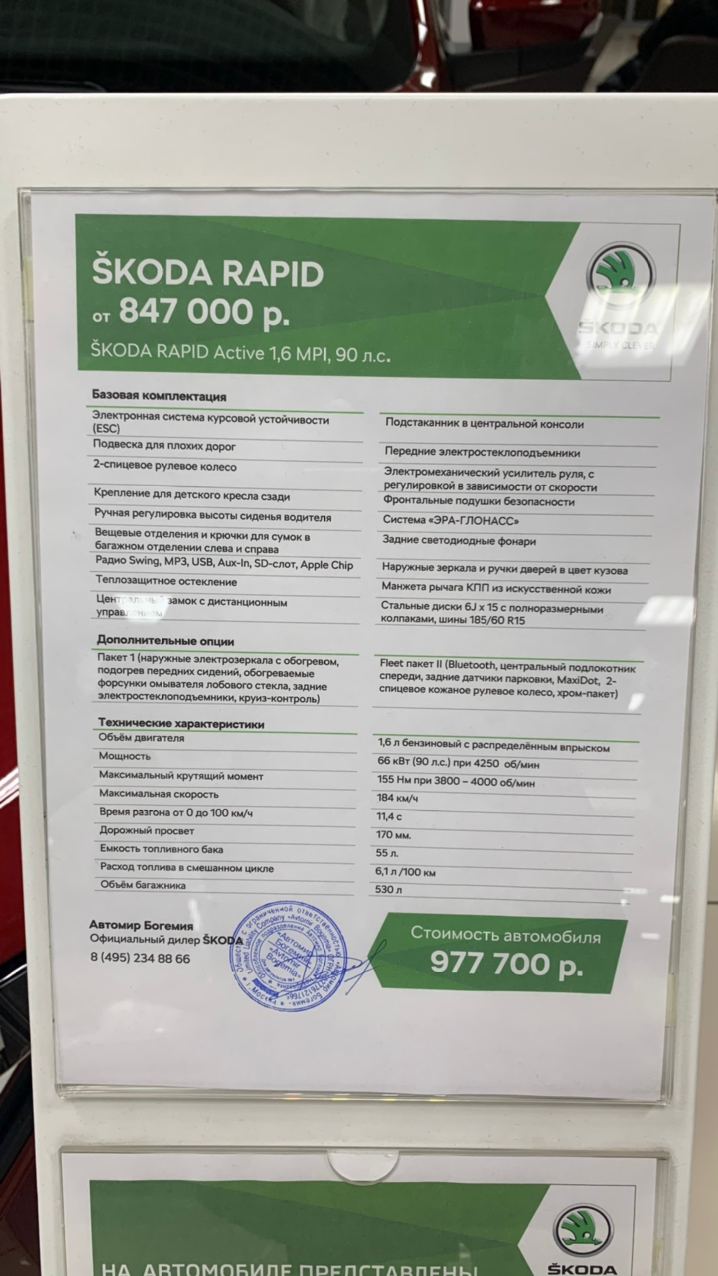 ŠKODA RAPID
от 847 000 р.
ŠKODA RAPID Active 1,6 MPI, 90 л.с.
ŠKODA
SIMPLY CLEVER
Базовая комплектация
Электронная система курсовой устойчивости
(ESC)
Подвеска для плохих дорог
2-спицевое рулевое колесо
Крепление для детского кресла сзади
Ручная регулировка высоты сиденья водителя
Вещевые отделения и крючки для сумок в
багажном отделении слева и справа
Радио Swing, MP3, USB, Aux-In, SD-слот, Apple Chip
Теплозащитное остекление
Центральный замок с дистанционным
управлением
Подстаканник в центральной консоли
Передние электростеклоподъемники
Электромеханический усилитель руля, с
регулировкой в зависимости от скорости
Фронтальные подушки безопасности
Система «ЭРА-ГЛОНАСС»
Задние светодиодные фонари
Наружные зеркала и ручки дверей в цвет кузова
Манжета рычага КПП из искусственной кожи
Стальные диски 6J x 15 с полноразмерными
колпаками, шины 185/60 R15
Дополнительные опции
Пакет 1 (наружные электрозеркала с обогревом,
подогрев передних сидений, обогреваемые
форсунки омывателя лобового стекла, задние
электростеклоподъемники, круиз-контроль)
Fleet пакет II (Bluetooth, центральный подлокотник
спереди, задние датчики парковки, MaxiDot, 2-
спицевое кожаное рулевое колесо, хром-пакет)
Технические характеристики
Объём двигателя 1,6 л бензиновый с распределённым впрыском
Мощность 66 кВт (90 л.с.) при 4250 об/мин
Максимальный крутящий момент 155 Нм при 3800 – 4000 об/мин
Максимальная скорость 184 км/ч
Время разгона от 0 до 100 км/ч 11,4 с
Дорожный просвет 170 мм.
Емкость топливного бака 55 л.
Расход топлива в смешанном цикле 6,1 л /100 км
Объём багажника 530 л
Автомир Богемия
Официальный дилер ŠKODA
8 (495) 234 88 66
«Автомир
Богемия»
«Avtomir
Bogemia»
г. Москва
Стоимость автомобиля
977 700 р.
НА АВТОМОБИЛЕ ПРЕДСТАВЛЕНЫ
ŠKODA